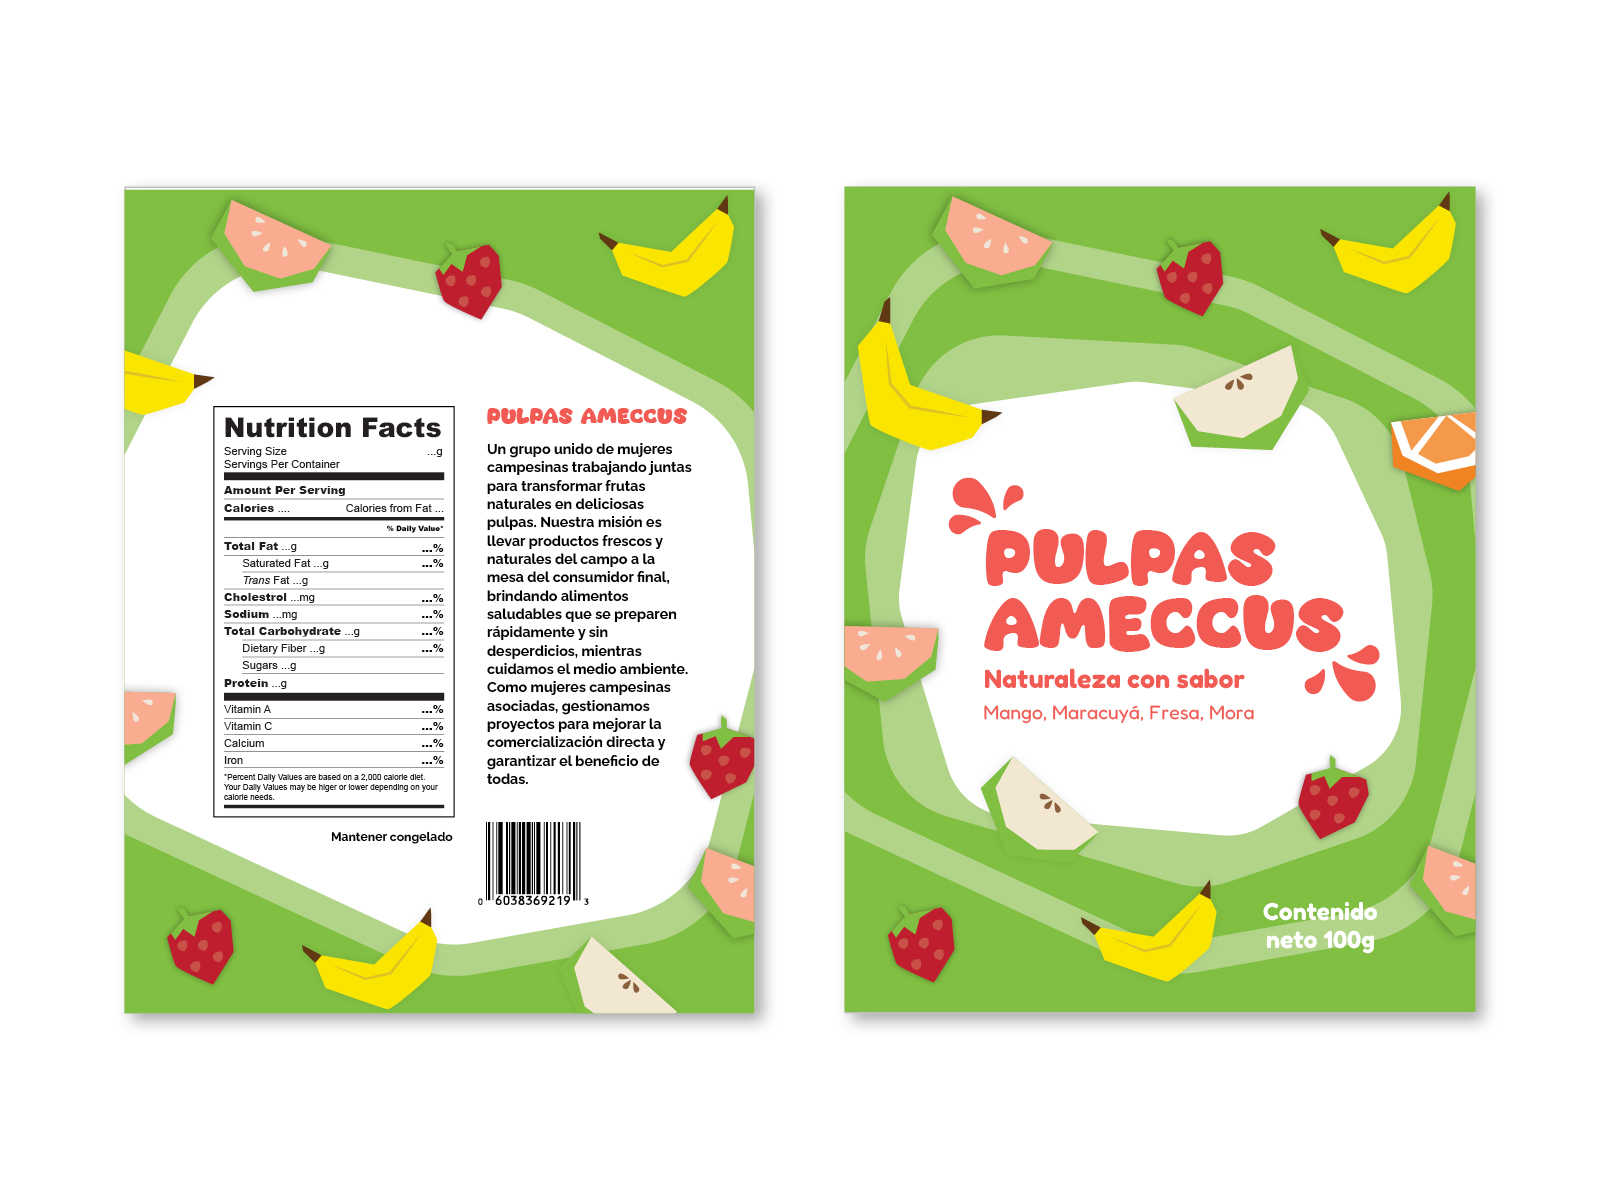 Nutrition Facts
Serving Size ...g
Servings Per Container
Amount Per Serving
Calories .... Calories from Fat ...
% Daily Value*
Total Fat ...g ...%
Saturated Fat ...g ...%
Trans Fat ...g
Cholestrol ...mg ...%
Sodium ...mg ...%
Total Carbohydrate ...g ...%
Dietary Fiber ...g ...%
Sugars ...g
Protein ...g
Vitamin A ...%
Vitamin C ...%
Calcium ...%
Iron ...%
*Percent Daily Values are based on a 2,000 calorie diet.
Your Daily Values may be higer or lower depending on your
calorie needs.
Mantener congelado
PULPAS AMECCUS
Un grupo unido de mujeres
campesinas trabajando juntas
para transformar frutas
naturales en deliciosas
pulpas. Nuestra misión es
llevar productos frescos y
naturales del campo a la
mesa del consumidor final,
brindando alimentos
saludables que se preparen
rápidamente y sin
desperdicios, mientras
cuidamos el medio ambiente.
Como mujeres campesinas
asociadas, gestionamos
proyectos para mejorar la
comercialización directa y
garantizar el beneficio de
todas.
0 6038369219 3
PULPAS
AMECCUS
Naturaleza con sabor
Mango, Maracuyá, Fresa, Mora
Contenido
neto 100g